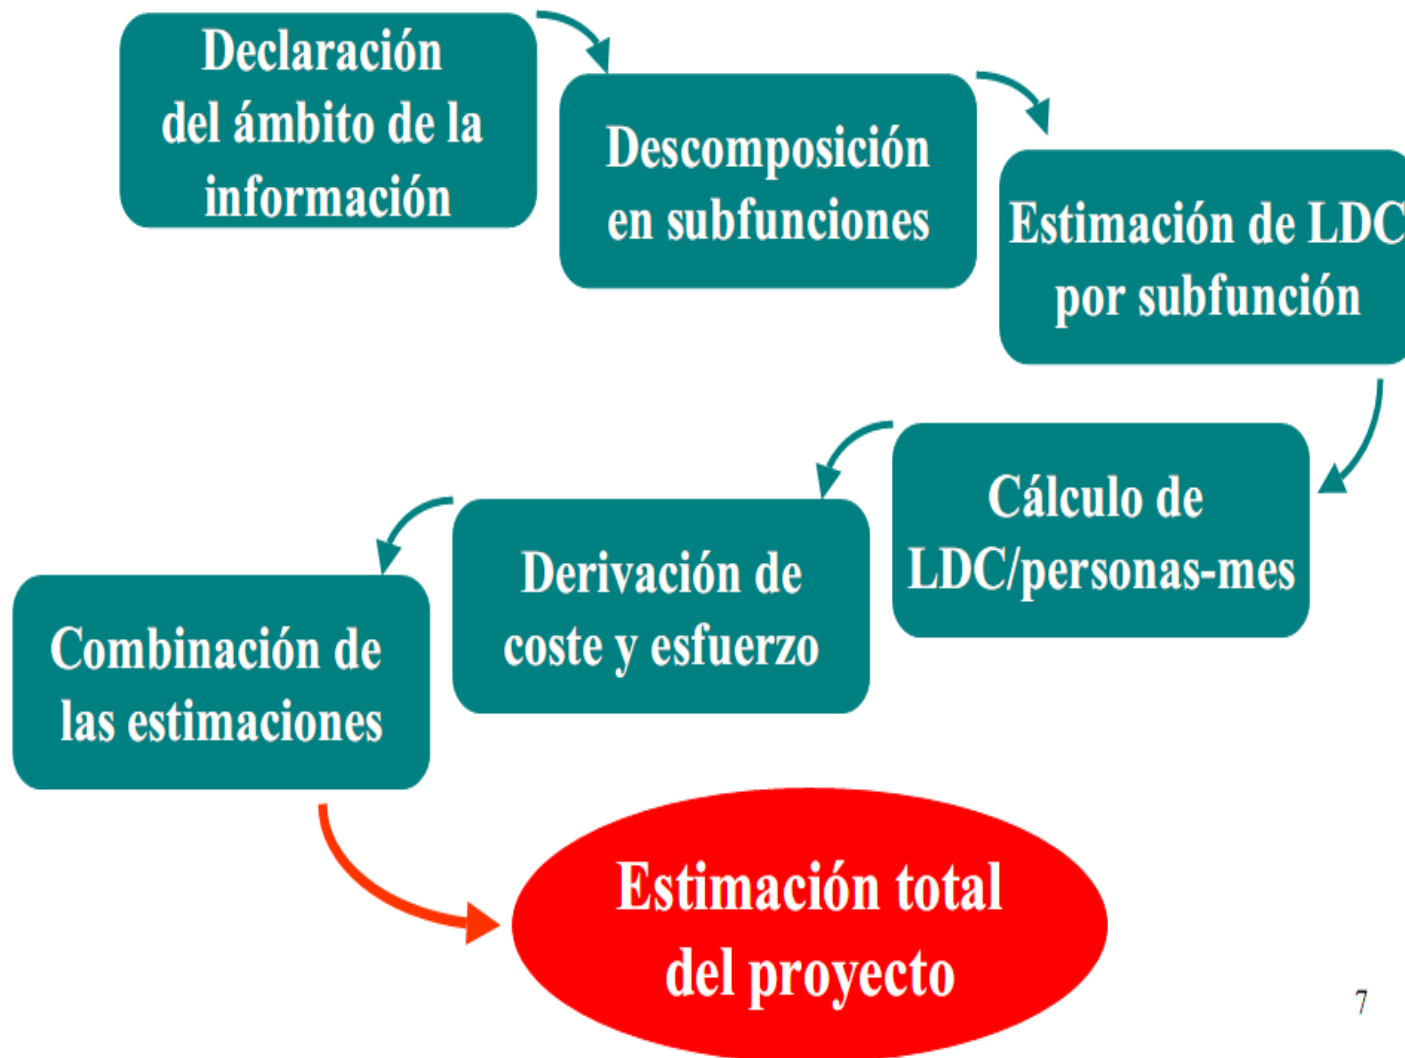 Declaración
del ámbito de la
información
Descomposición
en subfunciones
Estimación de LDC
por subfunción
Cálculo de
LDC/personas-mes
Derivación de
coste y esfuerzo
Combinación de
las estimaciones
Estimación total
del proyecto
7